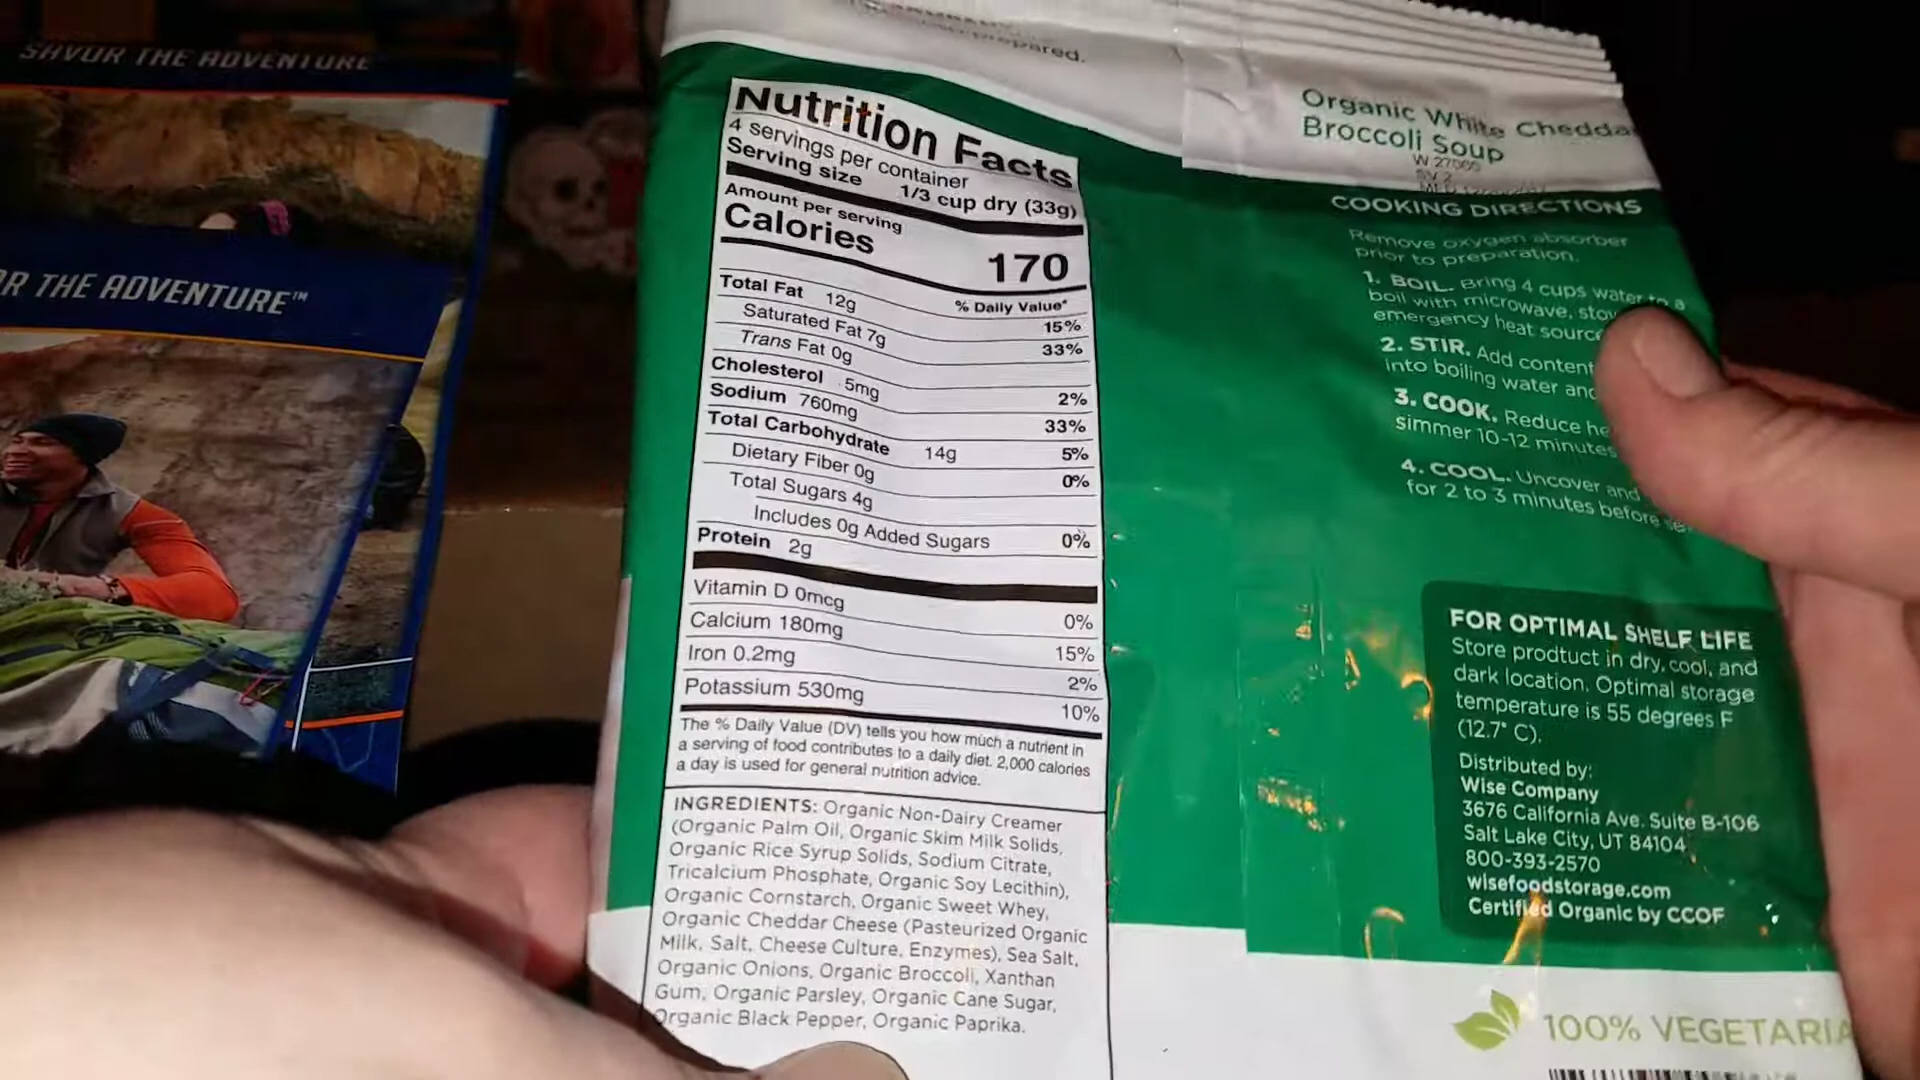 SAVOR THE ADVENTURE
R THE ADVENTURE™
prepared.
Nutrition Facts
4 servings per container
Serving size 1/3 cup dry (33g)
Amount per serving
Calories 170
% Daily Value*
Total Fat 12g 15%
Saturated Fat 7g 33%
Trans Fat 0g
Cholesterol 5mg 2%
Sodium 760mg 33%
Total Carbohydrate 14g 5%
Dietary Fiber 0g 0%
Total Sugars 4g
Includes 0g Added Sugars 0%
Protein 2g
Vitamin D 0mcg 0%
Calcium 180mg 15%
Iron 0.2mg 2%
Potassium 530mg 10%
The % Daily Value (DV) tells you how much a nutrient in
a serving of food contributes to a daily diet. 2,000 calories
a day is used for general nutrition advice.
INGREDIENTS: Organic Non-Dairy Creamer
(Organic Palm Oil, Organic Skim Milk Solids,
Organic Rice Syrup Solids, Sodium Citrate,
Tricalcium Phosphate, Organic Soy Lecithin),
Organic Cornstarch, Organic Sweet Whey,
Organic Cheddar Cheese (Pasteurized Organic
Milk, Salt, Cheese Culture, Enzymes), Sea Salt,
Organic Onions, Organic Broccoli, Xanthan
Gum, Organic Parsley, Organic Cane Sugar,
Organic Black Pepper, Organic Paprika.
Organic White Chedda
Broccoli Soup
W 27000
SV 2
COOKING DIRECTIONS
Remove oxygen absorber
prior to preparation.
1. BOIL. Bring 4 cups water to a
boil with microwave, stov
emergency heat source
2. STIR. Add content
into boiling water and
3. COOK. Reduce he
simmer 10-12 minutes
4. COOL. Uncover and
for 2 to 3 minutes before se
FOR OPTIMAL SHELF LIFE
Store product in dry, cool, and
dark location. Optimal storage
temperature is 55 degrees F
(12.7° C).
Distributed by:
Wise Company
3676 California Ave. Suite B-106
Salt Lake City, UT 84104
800-393-2570
wisefoodstorage.com
Certified Organic by CCOF
100% VEGETARIA